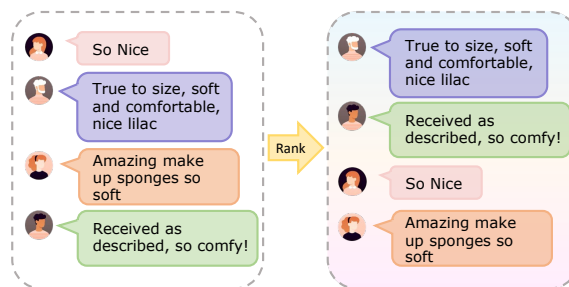 So Nice
True to size, soft
and comfortable,
nice lilac
Amazing make
up sponges so
soft
Received as
described, so comfy!
Rank
True to size, soft
and comfortable,
nice lilac
Received as
described, so comfy!
So Nice
Amazing make
up sponges so
soft